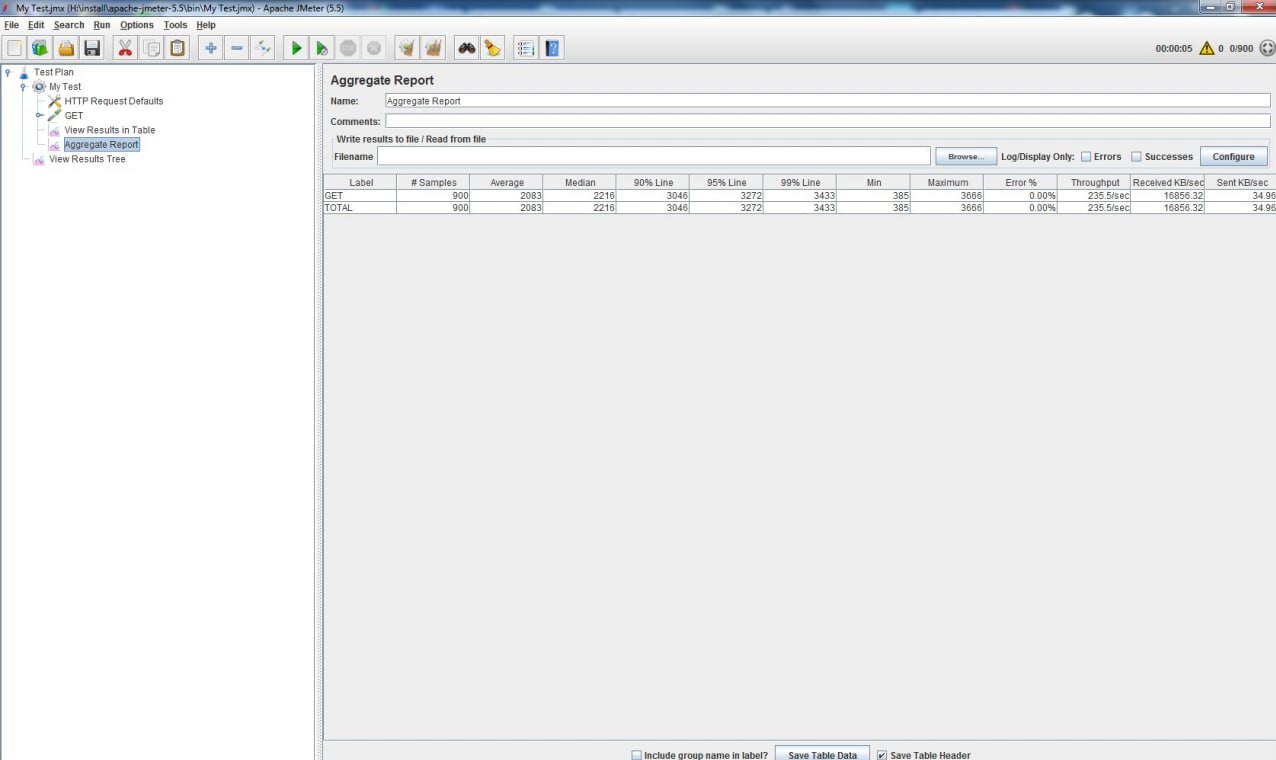 My Test.jmx (H:\install\apache-jmeter-5.5\bin\My Test.jmx) - Apache JMeter (5.5)
File Edit Search Run Options Tools Help
00:00:05 0 0/900
Test Plan
My Test
HTTP Request Defaults
GET
View Results in Table
Aggregate Report
View Results Tree
Aggregate Report
Name: Aggregate Report
Comments:
Write results to file / Read from file
Filename Browse... Log/Display Only: Errors Successes Configure
Label # Samples Average Median 90% Line 95% Line 99% Line Min Maximum Error % Throughput Received KB/sec Sent KB/sec
GET 900 2083 2216 3046 3272 3433 385 3666 0.00% 235.5/sec 16856.32 34.96
TOTAL 900 2083 2216 3046 3272 3433 385 3666 0.00% 235.5/sec 16856.32 34.96
Include group name in label? Save Table Data Save Table Header